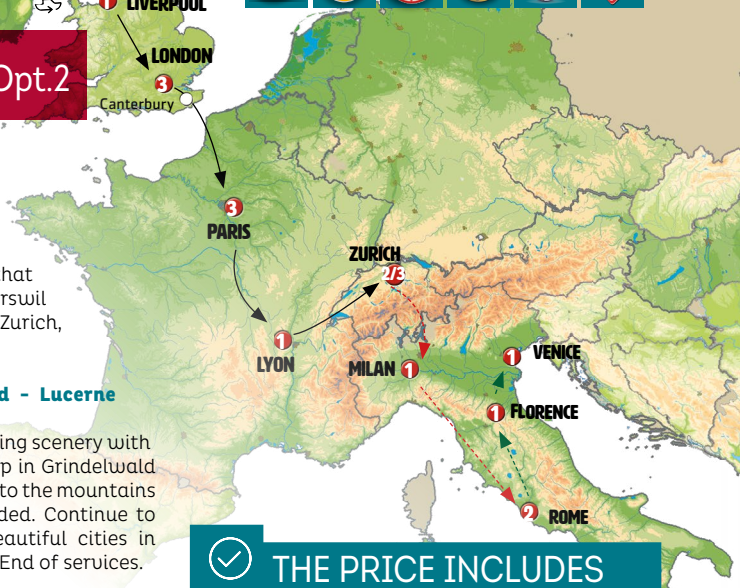 LIVERPOOL
1
LONDON
3
Opt.2
Canterbury
3
PARIS
ZURICH
2/3
1
LYON
MILAN 1
1 VENICE
1 FLORENCE
2 ROME
that
Zurich,
d - Lucerne
ing scenery with
p in Grindelwald
to the mountains
ded. Continue to
eautiful cities in
End of services.
THE PRICE INCLUDES